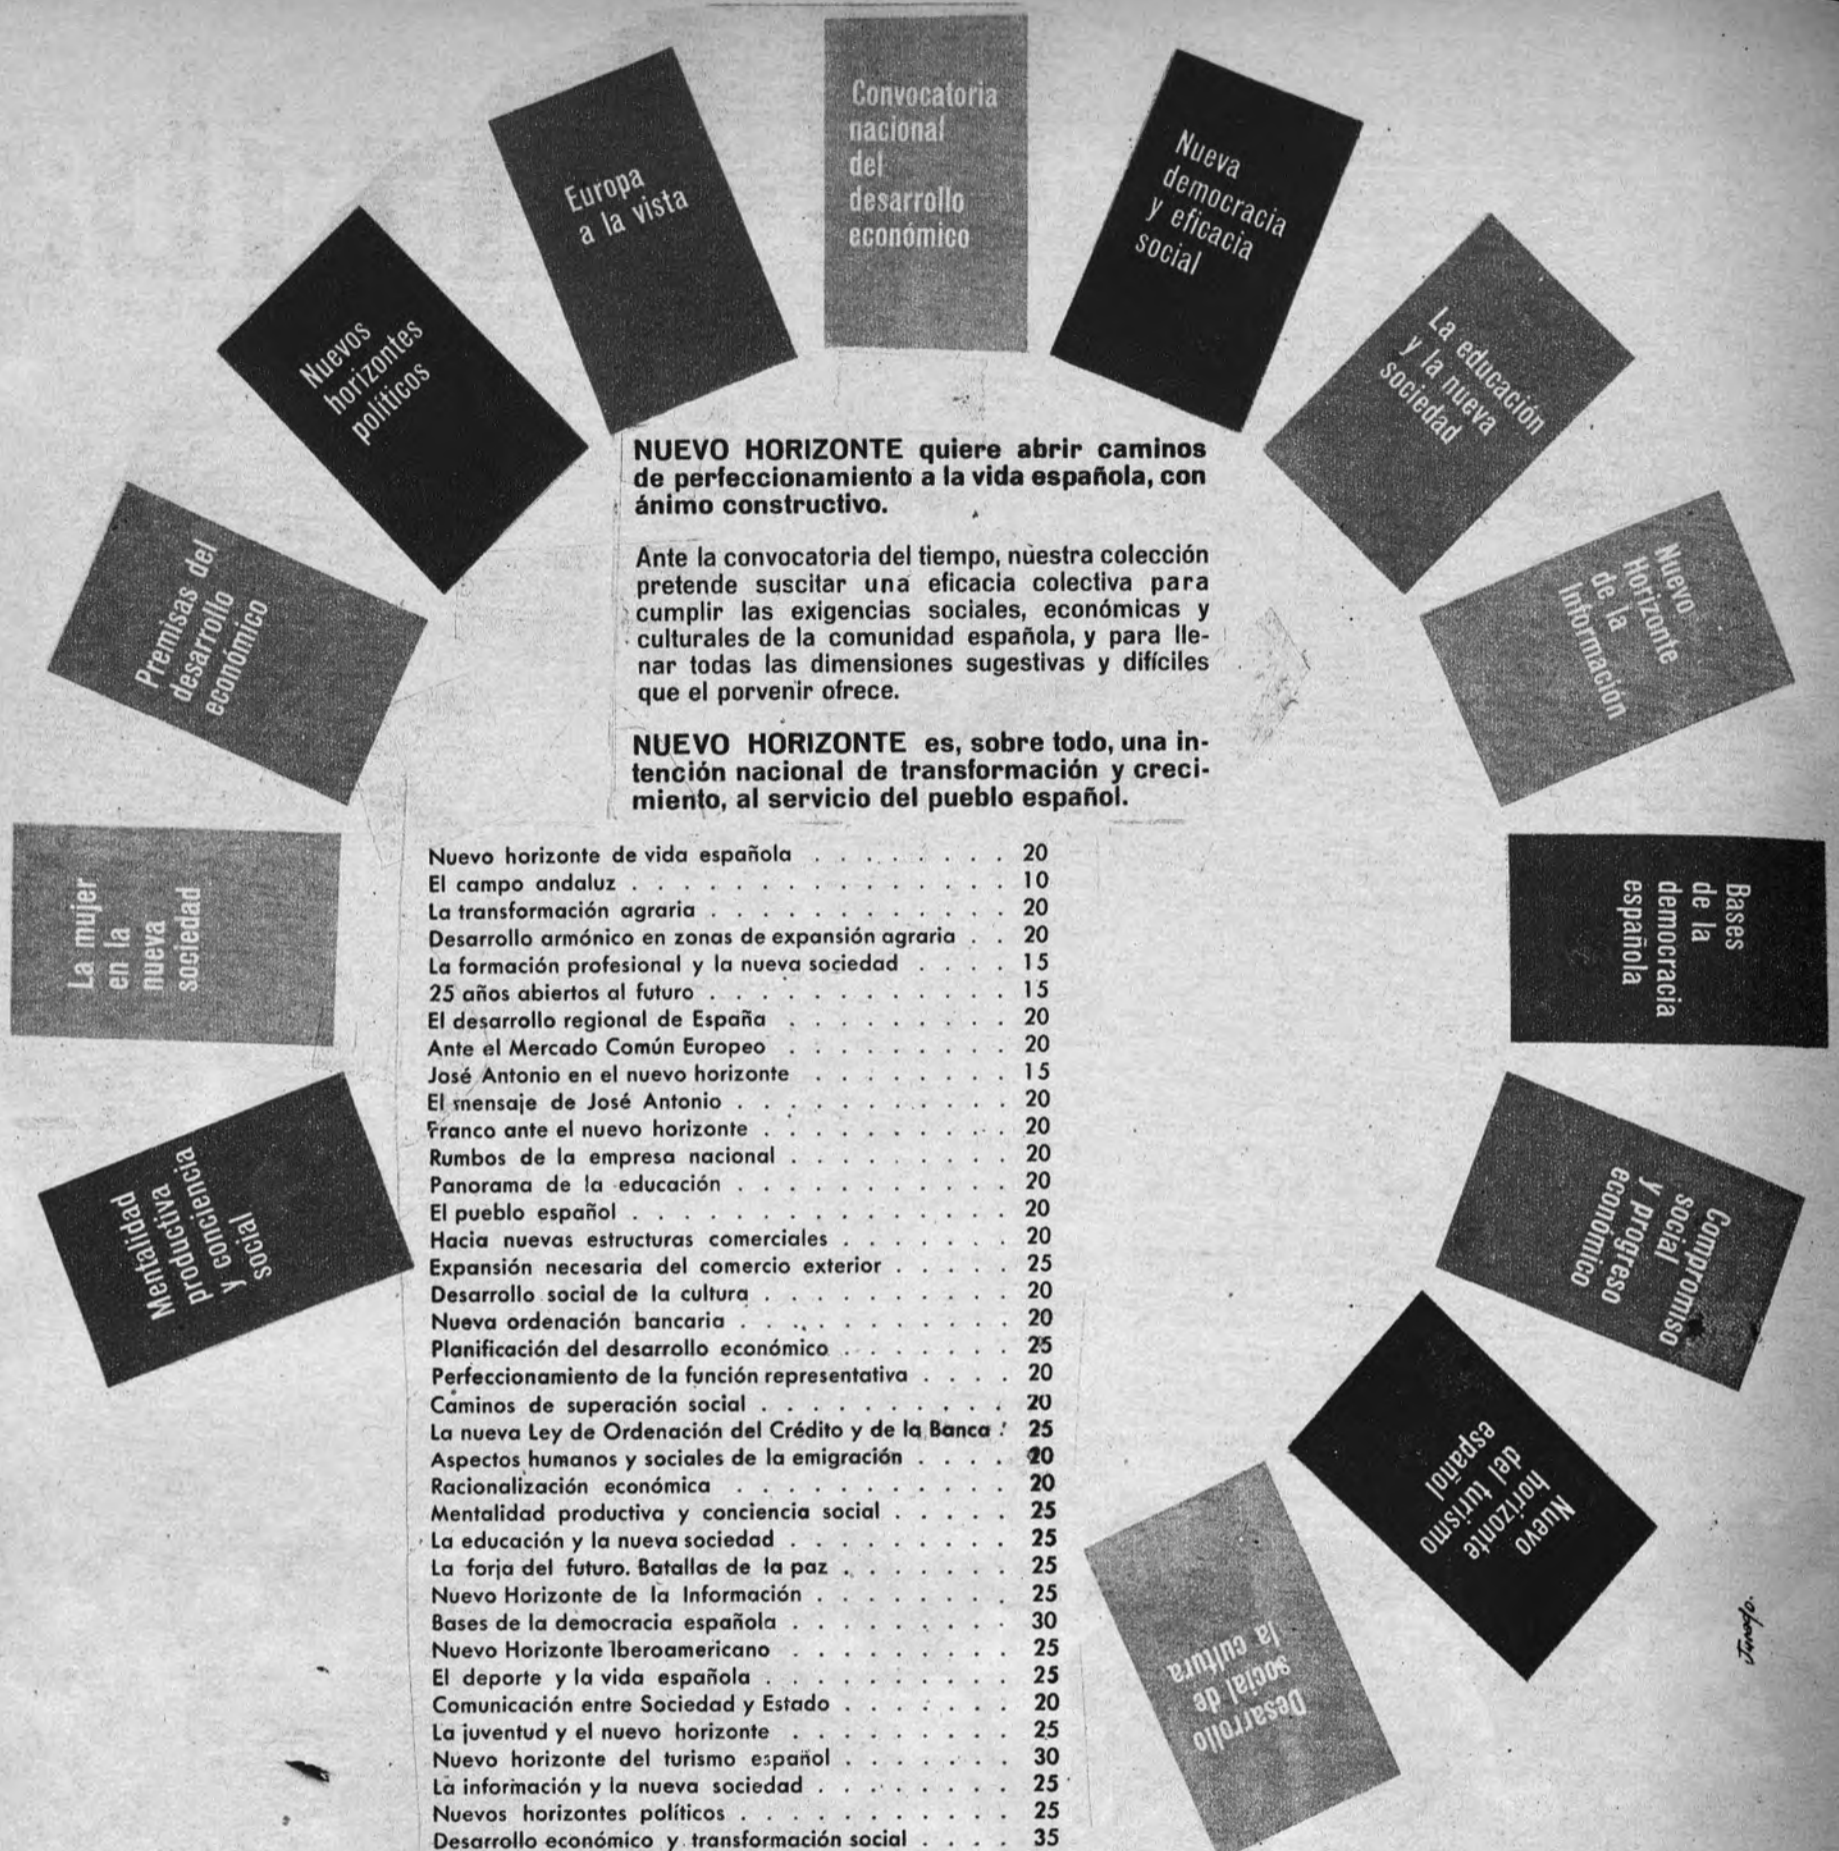 Convocatoria
nacional
del
desarrollo
económico
Europa
a la vista
Nueva
democracia
y eficacia
social
Nuevos
horizontes
políticos
La educación
y la nueva
sociedad
Premisas del
desarrollo
económico
Nuevo
Horizonte
de la
Información
La mujer
en la
nueva
sociedad
Bases
de la
democracia
española
Mentalidad
productiva
y conciencia
social
Compromiso
social
y progreso
económico
Nuevo
horizonte
del turismo
español
Desarrollo
social de
la cultura
NUEVO HORIZONTE quiere abrir caminos
de perfeccionamiento a la vida española, con
ánimo constructivo.
Ante la convocatoria del tiempo, nuestra colección
pretende suscitar una eficacia colectiva para
cumplir las exigencias sociales, económicas y
culturales de la comunidad española, y para lle-
nar todas las dimensiones sugestivas y difíciles
que el porvenir ofrece.
NUEVO HORIZONTE es, sobre todo, una in-
tención nacional de transformación y creci-
miento, al servicio del pueblo español.
Nuevo horizonte de vida española . . . . . . . . 20
El campo andaluz . . . . . . . . . . . . . . . 10
La transformación agraria . . . . . . . . . . . . 20
Desarrollo armónico en zonas de expansión agraria . . 20
La formación profesional y la nueva sociedad . . . . 15
25 años abiertos al futuro . . . . . . . . . . . . 15
El desarrollo regional de España . . . . . . . . . 20
Ante el Mercado Común Europeo . . . . . . . . . 20
José Antonio en el nuevo horizonte . . . . . . . . 15
El mensaje de José Antonio . . . . . . . . . . . 20
Franco ante el nuevo horizonte . . . . . . . . . . 20
Rumbos de la empresa nacional . . . . . . . . . 20
Panorama de la educación . . . . . . . . . . . 20
El pueblo español . . . . . . . . . . . . . . . 20
Hacia nuevas estructuras comerciales . . . . . . . 20
Expansión necesaria del comercio exterior . . . . . 25
Desarrollo social de la cultura . . . . . . . . . . 20
Nueva ordenación bancaria . . . . . . . . . . . 20
Planificación del desarrollo económico . . . . . . . 25
Perfeccionamiento de la función representativa . . . . 20
Caminos de superación social . . . . . . . . . . 20
La nueva Ley de Ordenación del Crédito y de la Banca . 25
Aspectos humanos y sociales de la emigración . . . . 20
Racionalización económica . . . . . . . . . . . 20
Mentalidad productiva y conciencia social . . . . . 25
La educación y la nueva sociedad . . . . . . . . . 25
La forja del futuro. Batallas de la paz . . . . . . . 25
Nuevo Horizonte de la Información . . . . . . . . 25
Bases de la democracia española . . . . . . . . . 30
Nuevo Horizonte Iberoamericano . . . . . . . . . 25
El deporte y la vida española . . . . . . . . . . 25
Comunicación entre Sociedad y Estado . . . . . . . 20
La juventud y el nuevo horizonte . . . . . . . . . 25
Nuevo horizonte del turismo español . . . . . . . 30
La información y la nueva sociedad . . . . . . . . 25
Nuevos horizontes políticos . . . . . . . . . . . 25
Desarrollo económico y transformación social . . . . 35